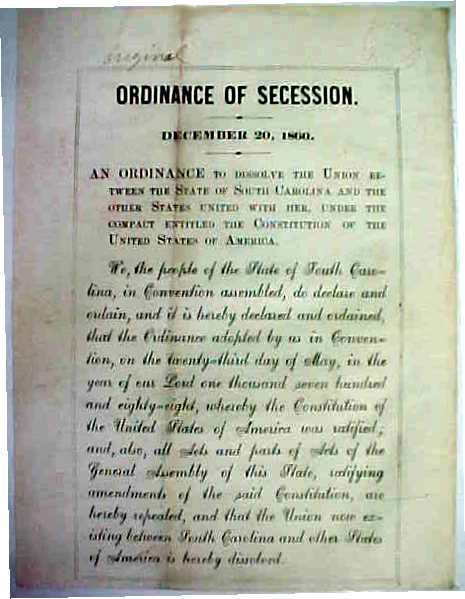 original
ORDINANCE OF SECESSION.
DECEMBER 20, 1860.
AN ORDINANCE TO DISSOLVE THE UNION BE-
TWEEN THE STATE OF SOUTH CAROLINA AND THE
OTHER STATES UNITED WITH HER, UNDER THE
COMPACT ENTITLED THE CONSTITUTION OF THE
UNITED STATES OF AMERICA.
We, the people of the State of South Caro-
lina, in Convention assembled, do declare and
ordain, and it is hereby declared and ordained,
that the Ordinance adopted by us in Conven-
tion, on the twenty-third day of May, in the
year of our Lord one thousand seven hundred
and eighty-eight, whereby the Constitution of
the United States of America was ratified;
and, also, all Acts and parts of Acts of the
General Assembly of this State, ratifying
amendments of the said Constitution, are
hereby repealed, and that the Union now ex-
isting between South Carolina and other States
of America is hereby dissolved.